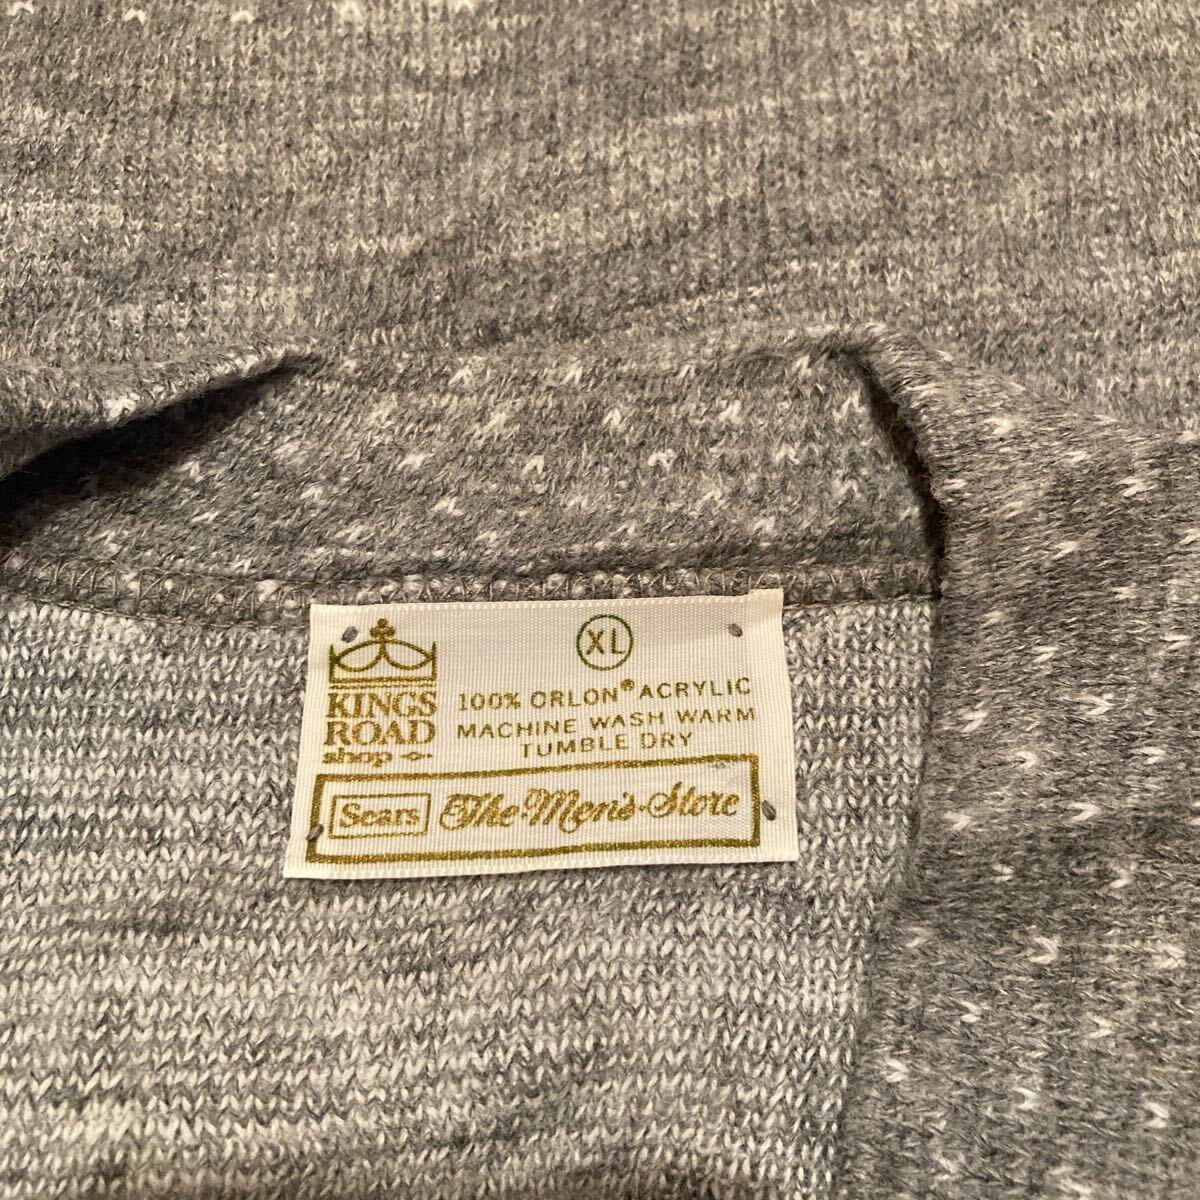 XL
KINGS
ROAD
shop
100% ORLON® ACRYLIC
MACHINE WASH WARM
TUMBLE DRY
Sears The Men's Store